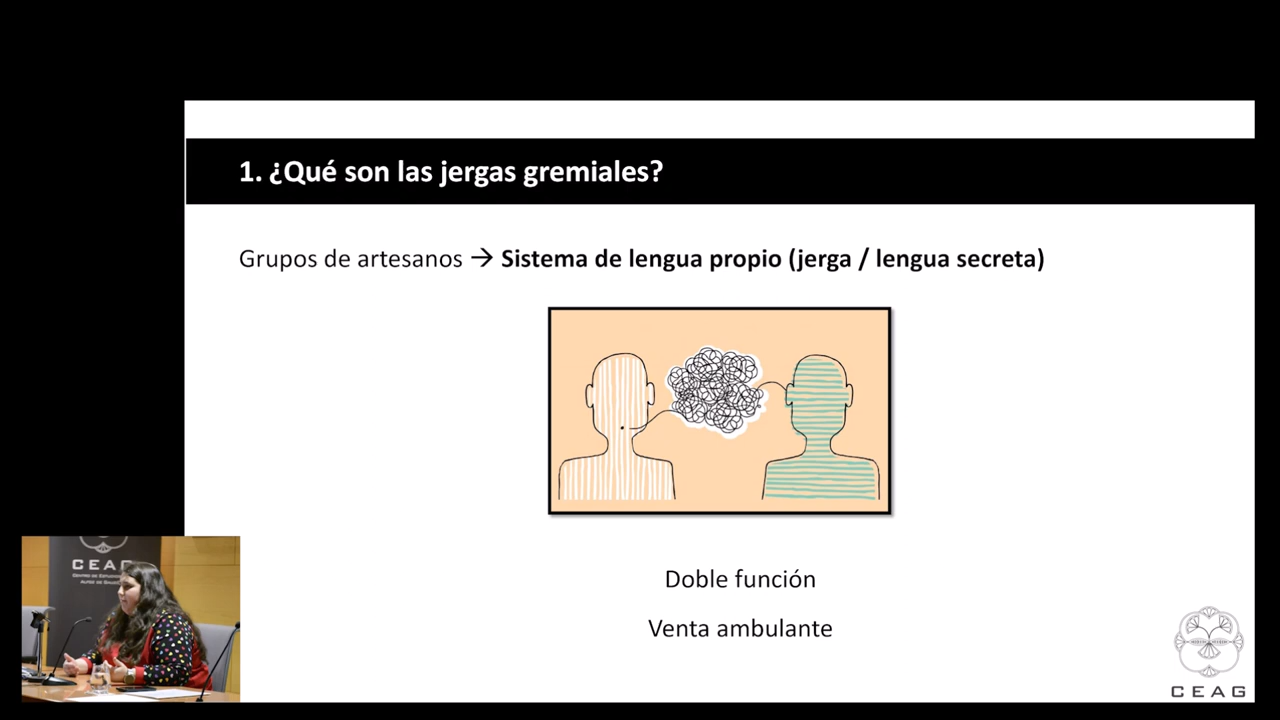 1. ¿Qué son las jergas gremiales?
Grupos de artesanos → Sistema de lengua propio (jerga / lengua secreta)
Doble función
Venta ambulante
CEAG
CEAG